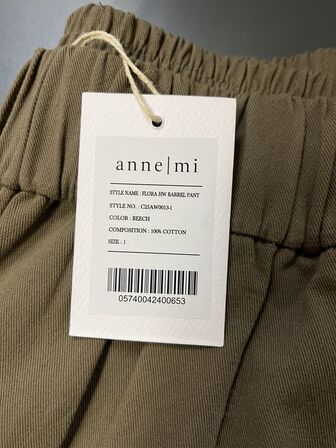 anne|mi
STYLE NAME : FLORA HW BARREL PANT
STYLE NO. : C25AW0013-1
COLOR : BEECH
COMPOSITION : 100% COTTON
SIZE : 1
05740042400653